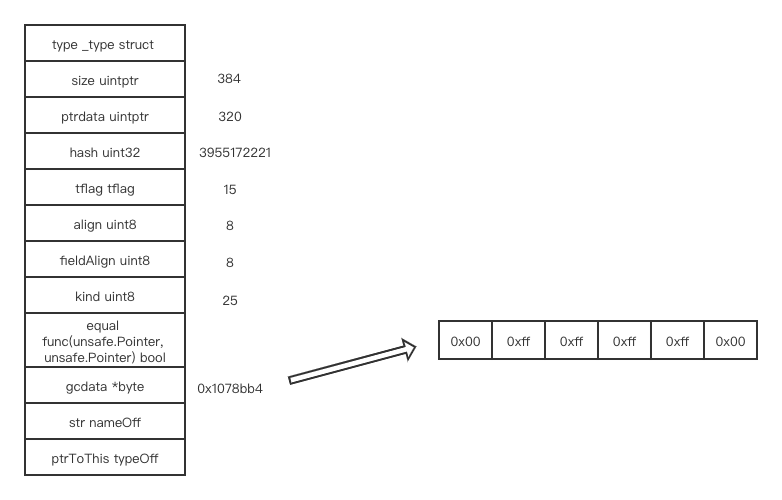 type _type struct
size uintptr 384
ptrdata uintptr 320
hash uint32 3955172221
tflag tflag 15
align uint8 8
fieldAlign uint8 8
kind uint8 25
equal
func(unsafe.Pointer,
unsafe.Pointer) bool
gcdata *byte 0x1078bb4
0x00 0xff 0xff 0xff 0xff 0x00
str nameOff
ptrToThis typeOff